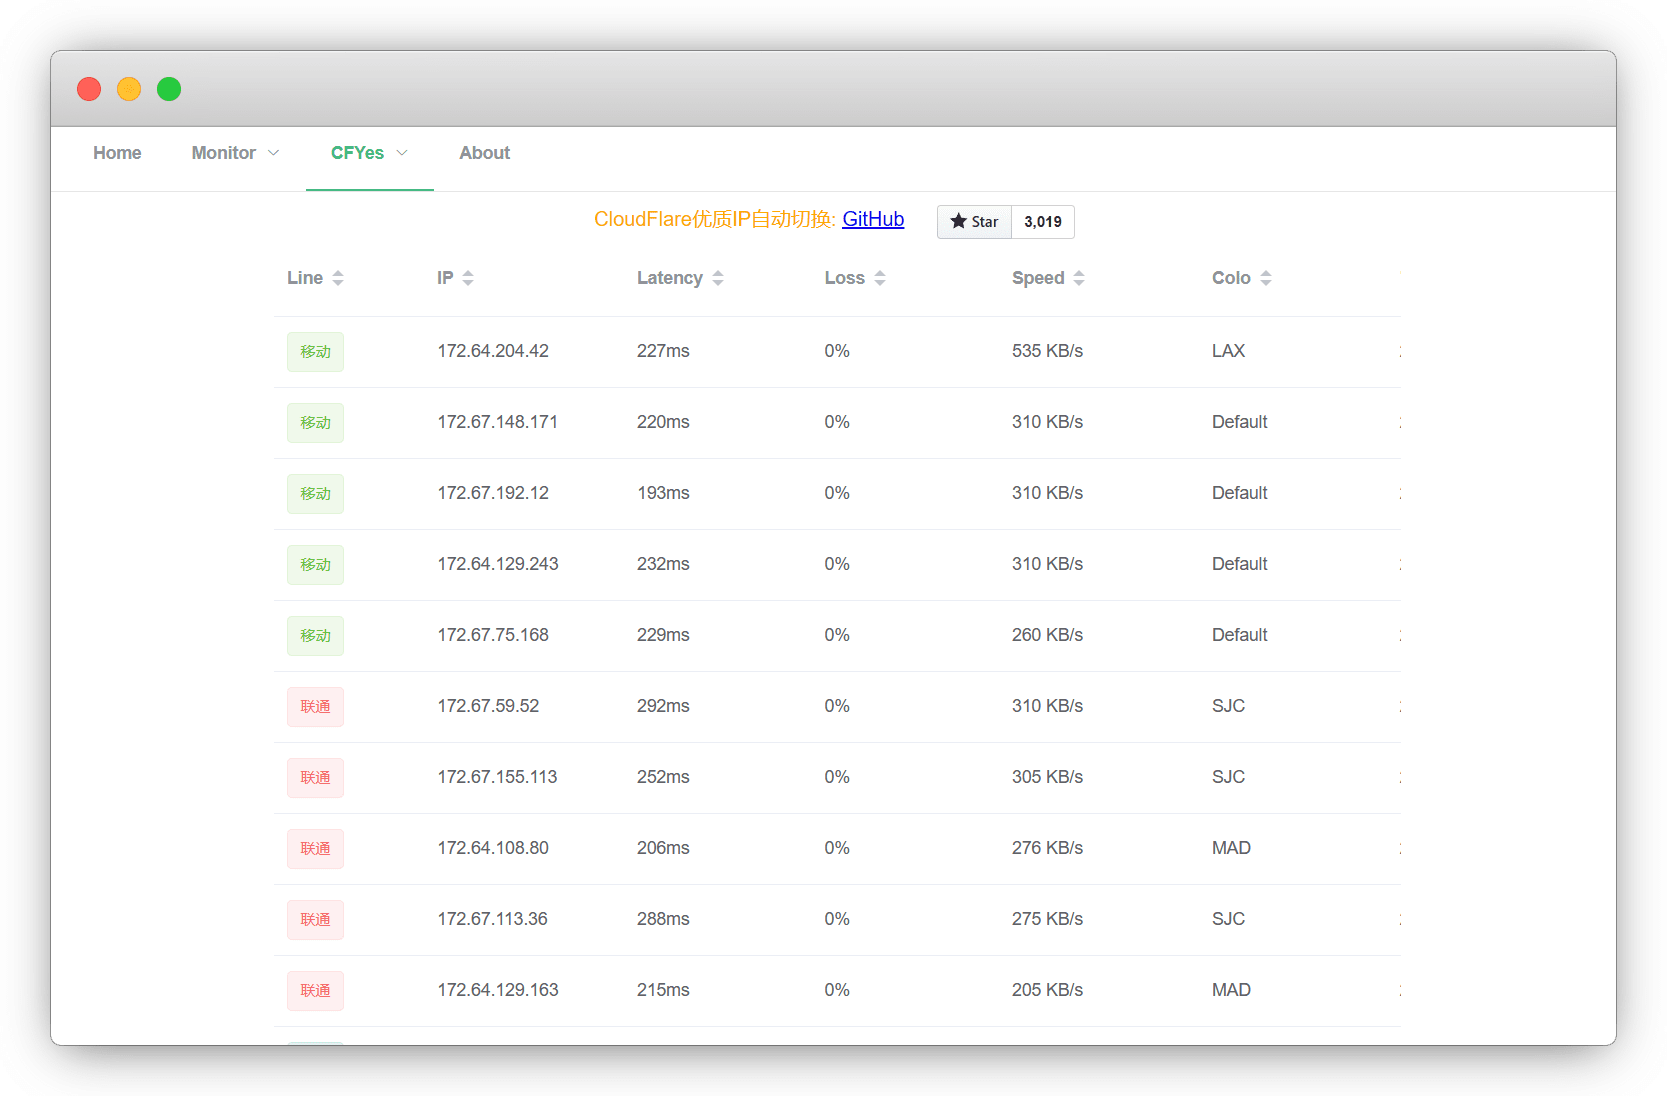 Home Monitor CFYes About
CloudFlare优质IP自动切换: GitHub Star 3,019
Line IP Latency Loss Speed Colo
移动 172.64.204.42 227ms 0% 535 KB/s LAX
移动 172.67.148.171 220ms 0% 310 KB/s Default
移动 172.67.192.12 193ms 0% 310 KB/s Default
移动 172.64.129.243 232ms 0% 310 KB/s Default
移动 172.67.75.168 229ms 0% 260 KB/s Default
联通 172.67.59.52 292ms 0% 310 KB/s SJC
联通 172.67.155.113 252ms 0% 305 KB/s SJC
联通 172.64.108.80 206ms 0% 276 KB/s MAD
联通 172.67.113.36 288ms 0% 275 KB/s SJC
联通 172.64.129.163 215ms 0% 205 KB/s MAD